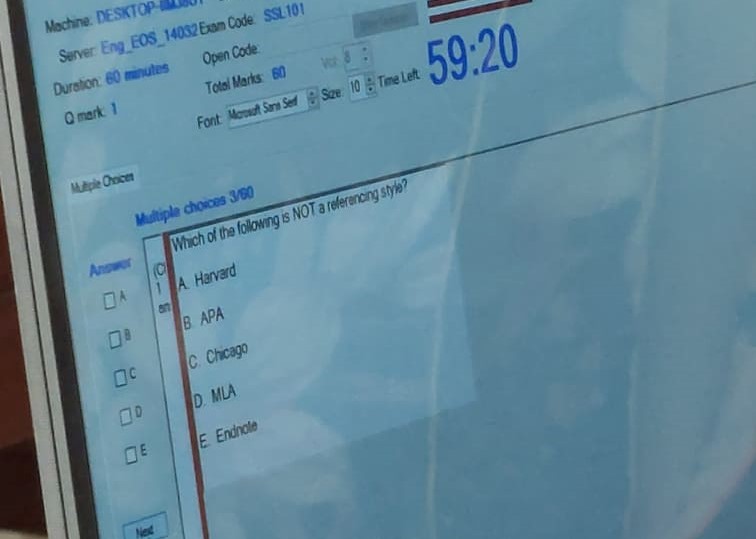 Machine: DESKTOP-
Server: Eng_EOS_14032 Exam Code: SSL101
Duration: 60 minutes Open Code:
Q mark: 1 Total Marks: 60
Font: Microsoft Sans Serif Size: 10 Time Left 59:20
Multiple Choices
Multiple choices 3/60
Answer
Which of the following is NOT a referencing style?
A A. Harvard
B B. APA
C C. Chicago
D D. MLA
E E. Endnote
Next